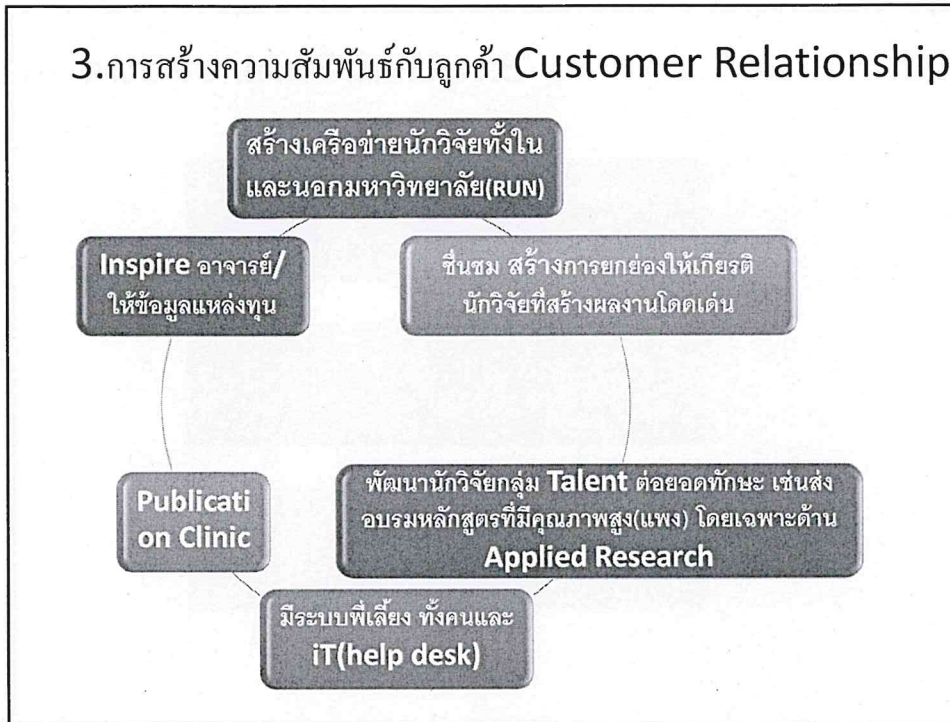 3.การสร้างความสัมพันธ์กับลูกค้า Customer Relationship
สร้างเครือข่ายนักวิจัยทั้งใน
และนอกมหาวิทยาลัย(RUN)
ชื่นชม สร้างการยกย่องให้เกียรติ
นักวิจัยที่สร้างผลงานโดดเด่น
พัฒนานักวิจัยกลุ่ม Talent ต่อยอดทักษะ เช่นส่ง
อบรมหลักสูตรที่มีคุณภาพสูง(แพง) โดยเฉพาะด้าน
Applied Research
มีระบบพี่เลี้ยง ทั้งคนและ
iT(help desk)
Publicati
on Clinic
Inspire อาจารย์/
ให้ข้อมูลแหล่งทุน